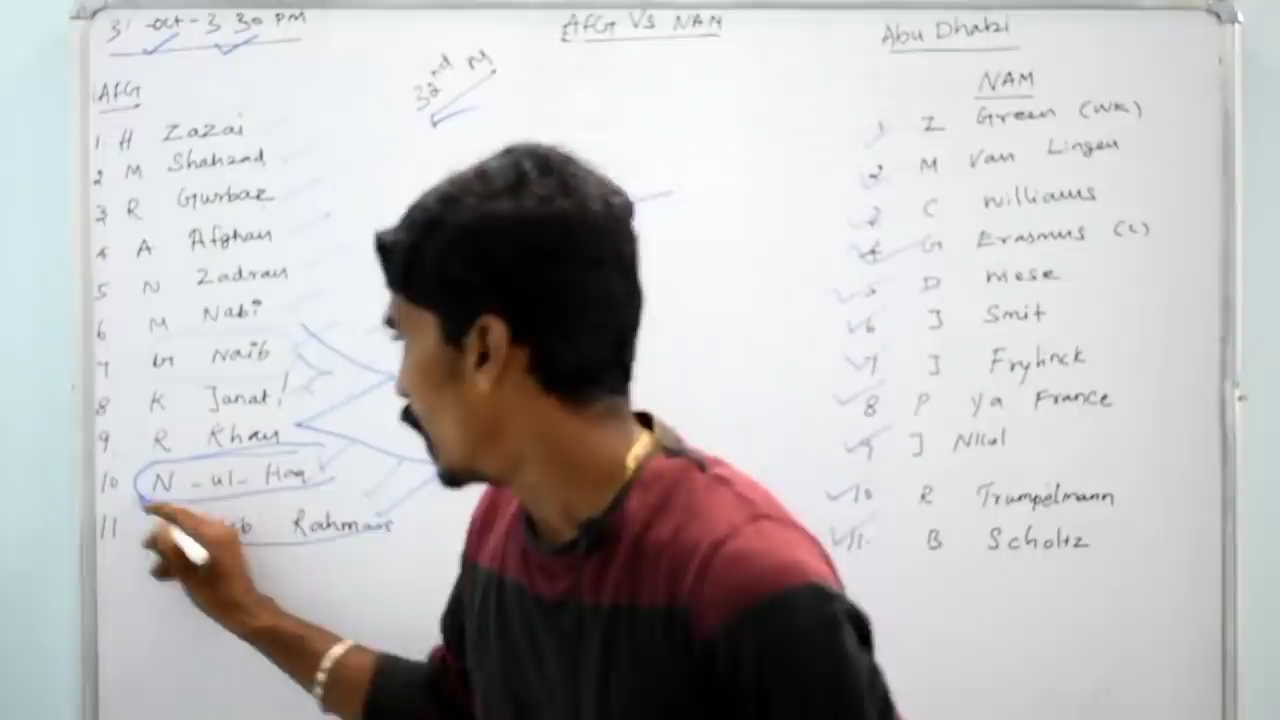 31 - Oct - 3 30 PM
AFG VS NAM
Abu Dhabi
32nd M
AFG
1. H Zazai
2 M Shahzad
3 R Gurbaz
4 A Afghan
5 N Zadran
6 M Nabi
7 G Naib
8 K Janat
9 R Khan
10 N - ul - Haq
11 Rahman
NAM
1 Z Green (WK)
2 M Van Lingen
3 C Williams
4 G Erasmus (C)
5 D Wese
6 J Smit
7 J Frylinck
8 P Ya France
9 J Nicol
10 R Trumpelmann
11. B Scholtz